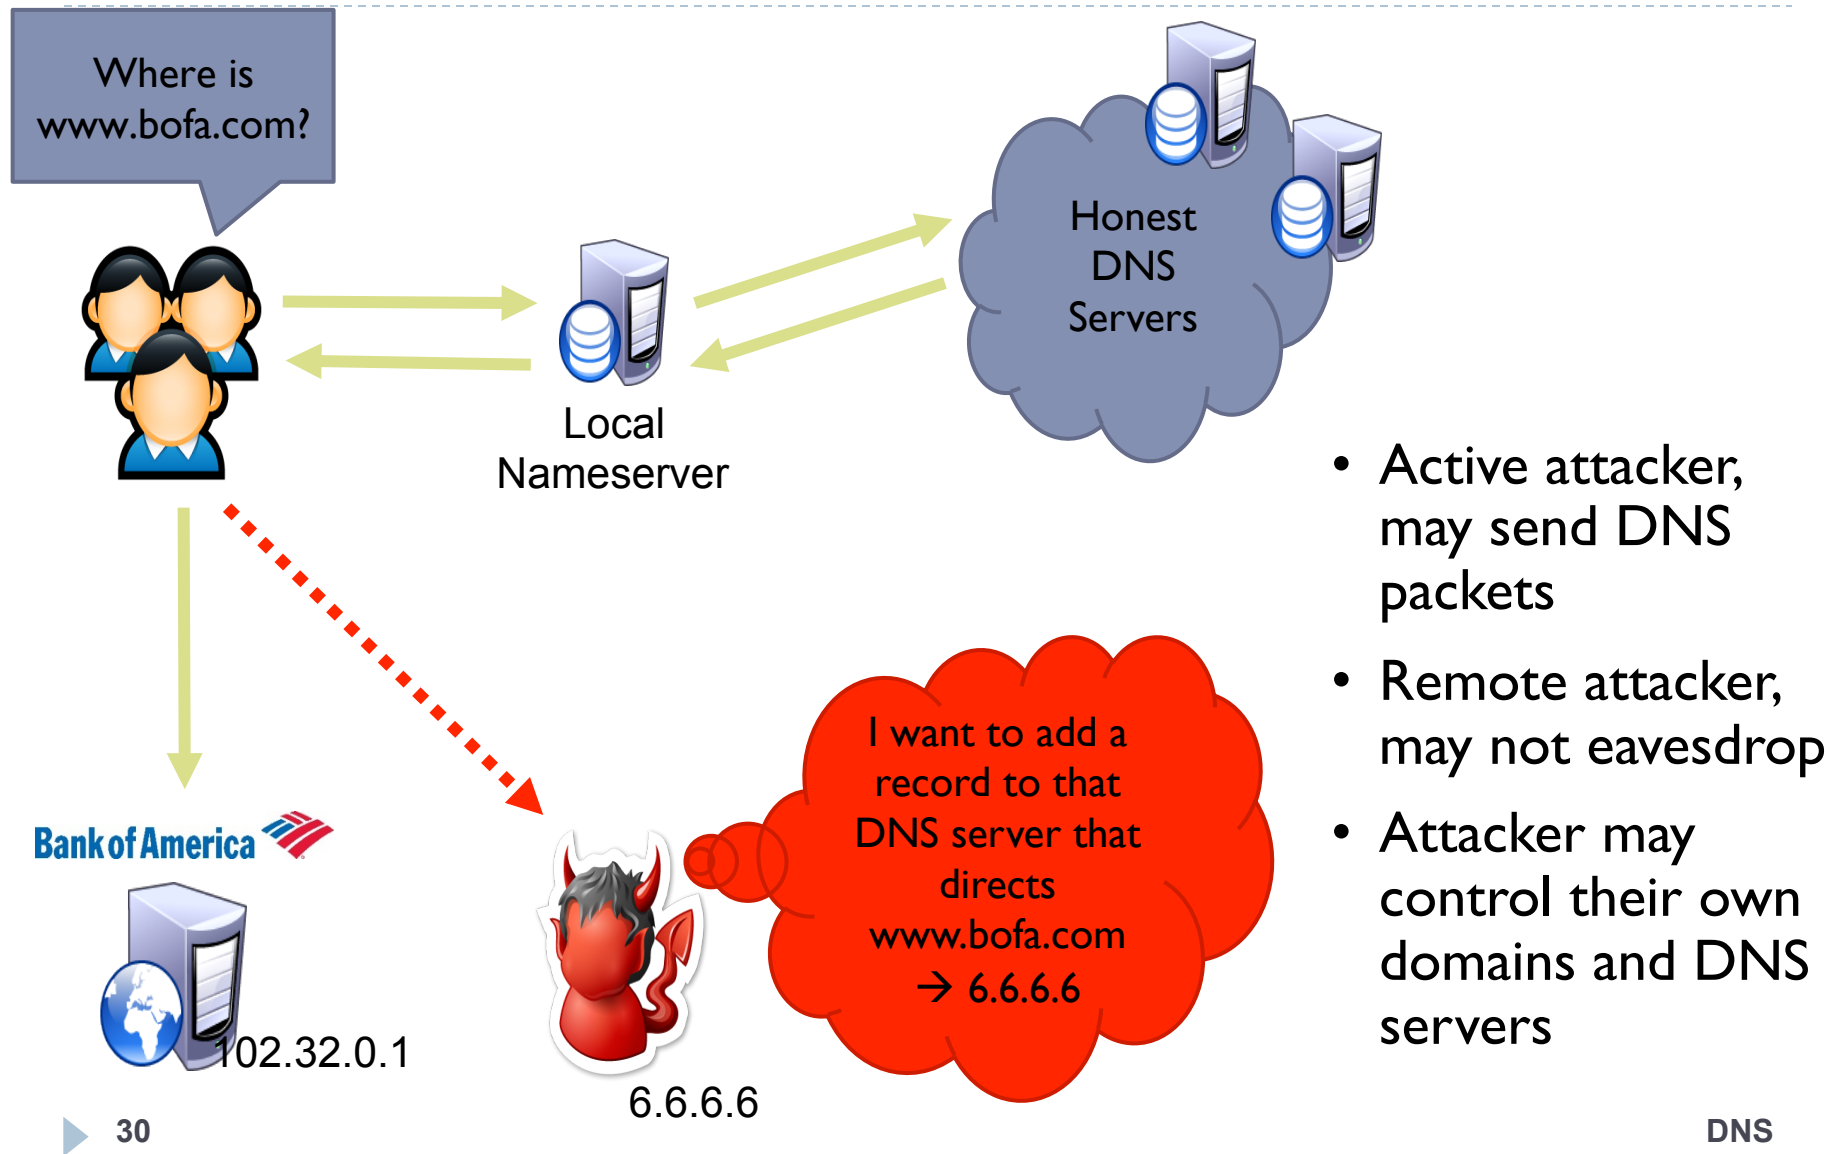 Where is
www.bofa.com?
Honest
DNS
Servers
Local
Nameserver
• Active attacker,
may send DNS
packets
• Remote attacker,
may not eavesdrop
• Attacker may
control their own
domains and DNS
servers
I want to add a
record to that
DNS server that
directs
www.bofa.com
→ 6.6.6.6
Bank of America
102.32.0.1
6.6.6.6
30
DNS